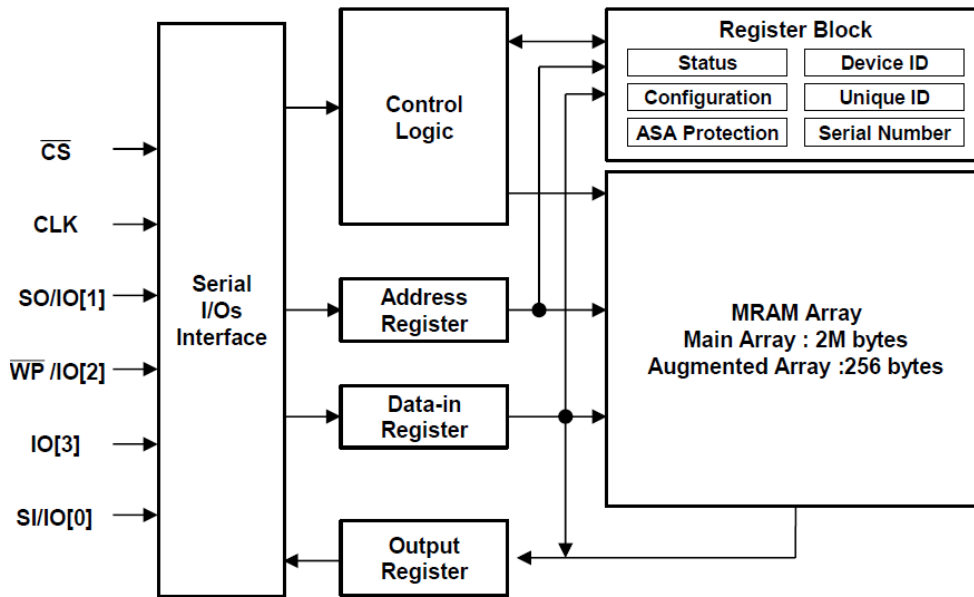 CS
CLK
SO/IO[1]
WP /IO[2]
IO[3]
SI/IO[0]
Serial
I/Os
Interface
Control
Logic
Address
Register
Data-in
Register
Output
Register
Register Block
Status
Device ID
Configuration
Unique ID
ASA Protection
Serial Number
MRAM Array
Main Array : 2M bytes
Augmented Array :256 bytes